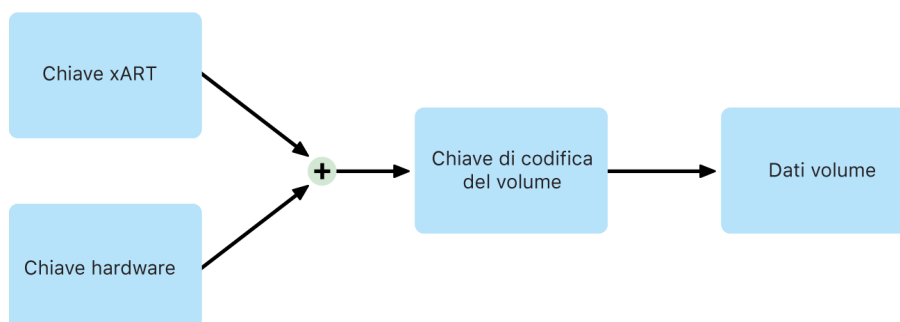 Chiave xART
Chiave hardware
+
Chiave di codifica
del volume
Dati volume